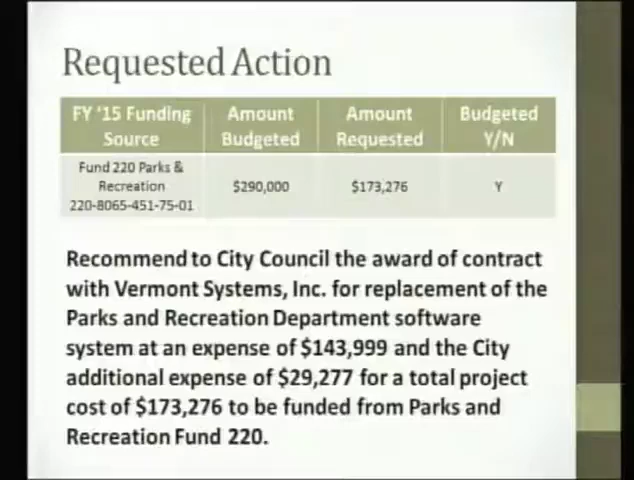 Requested Action
FY '15 Funding Source
Amount Budgeted
Amount Requested
Budgeted Y/N
Fund 220 Parks & Recreation 220-8065-451-75-01
$290,000
$173,276
Y
Recommend to City Council the award of contract
with Vermont Systems, Inc. for replacement of the
Parks and Recreation Department software
system at an expense of $143,999 and the City
additional expense of $29,277 for a total project
cost of $173,276 to be funded from Parks and
Recreation Fund 220.